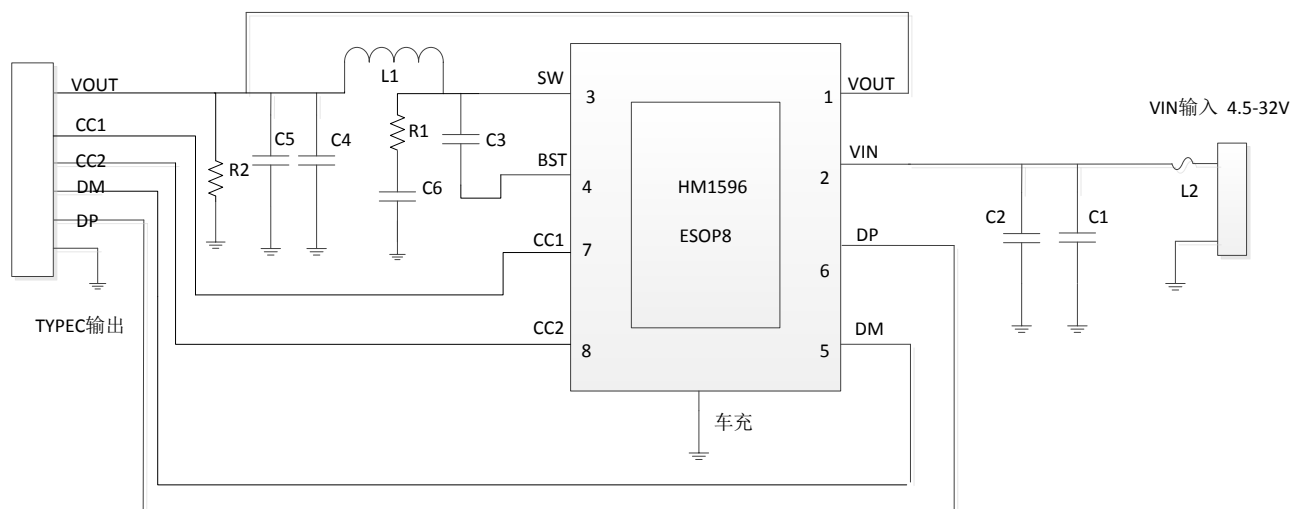 VOUT
CC1
CC2
DM
DP
TYPEC输出
R2
C5
C4
L1
R1
C6
C3
SW
BST
CC1
CC2
3
4
7
8
HM1596
ESOP8
1
2
6
5
VOUT
VIN
DP
DM
车充
C2
C1
L2
VIN输入 4.5-32V